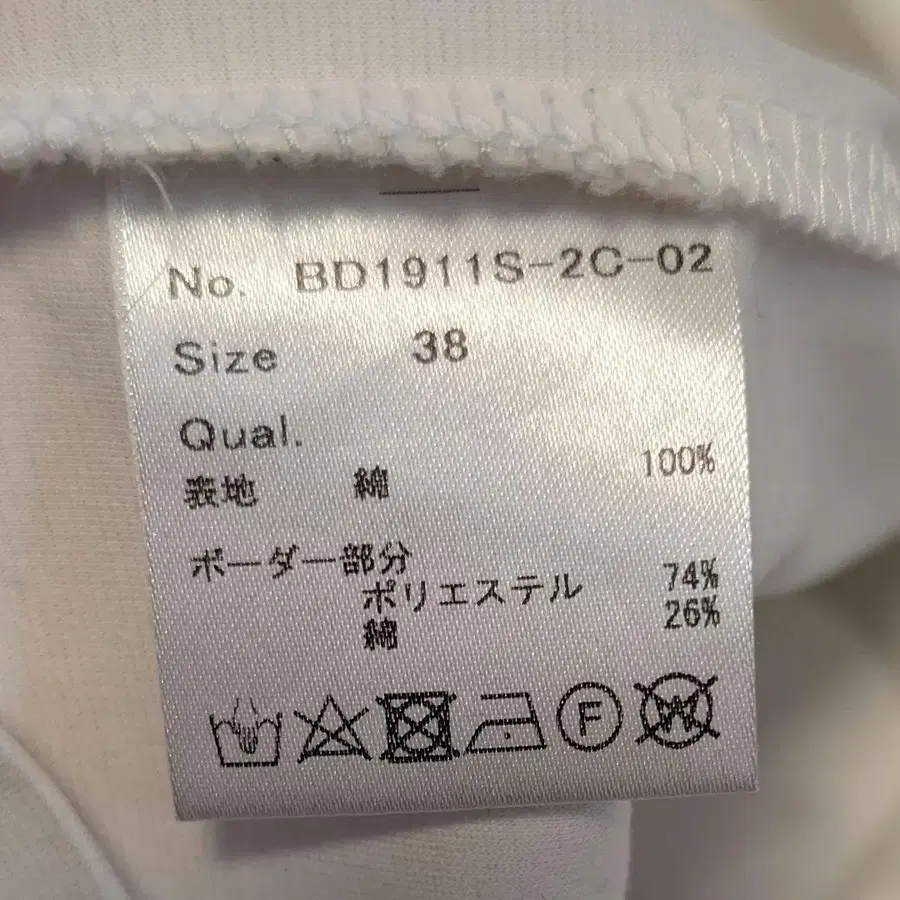 No. BD1911S-2C-02
Size 38
Qual.
表地 綿 100%
ボーダー部分
ポリエステル 74%
綿 26%
F
W